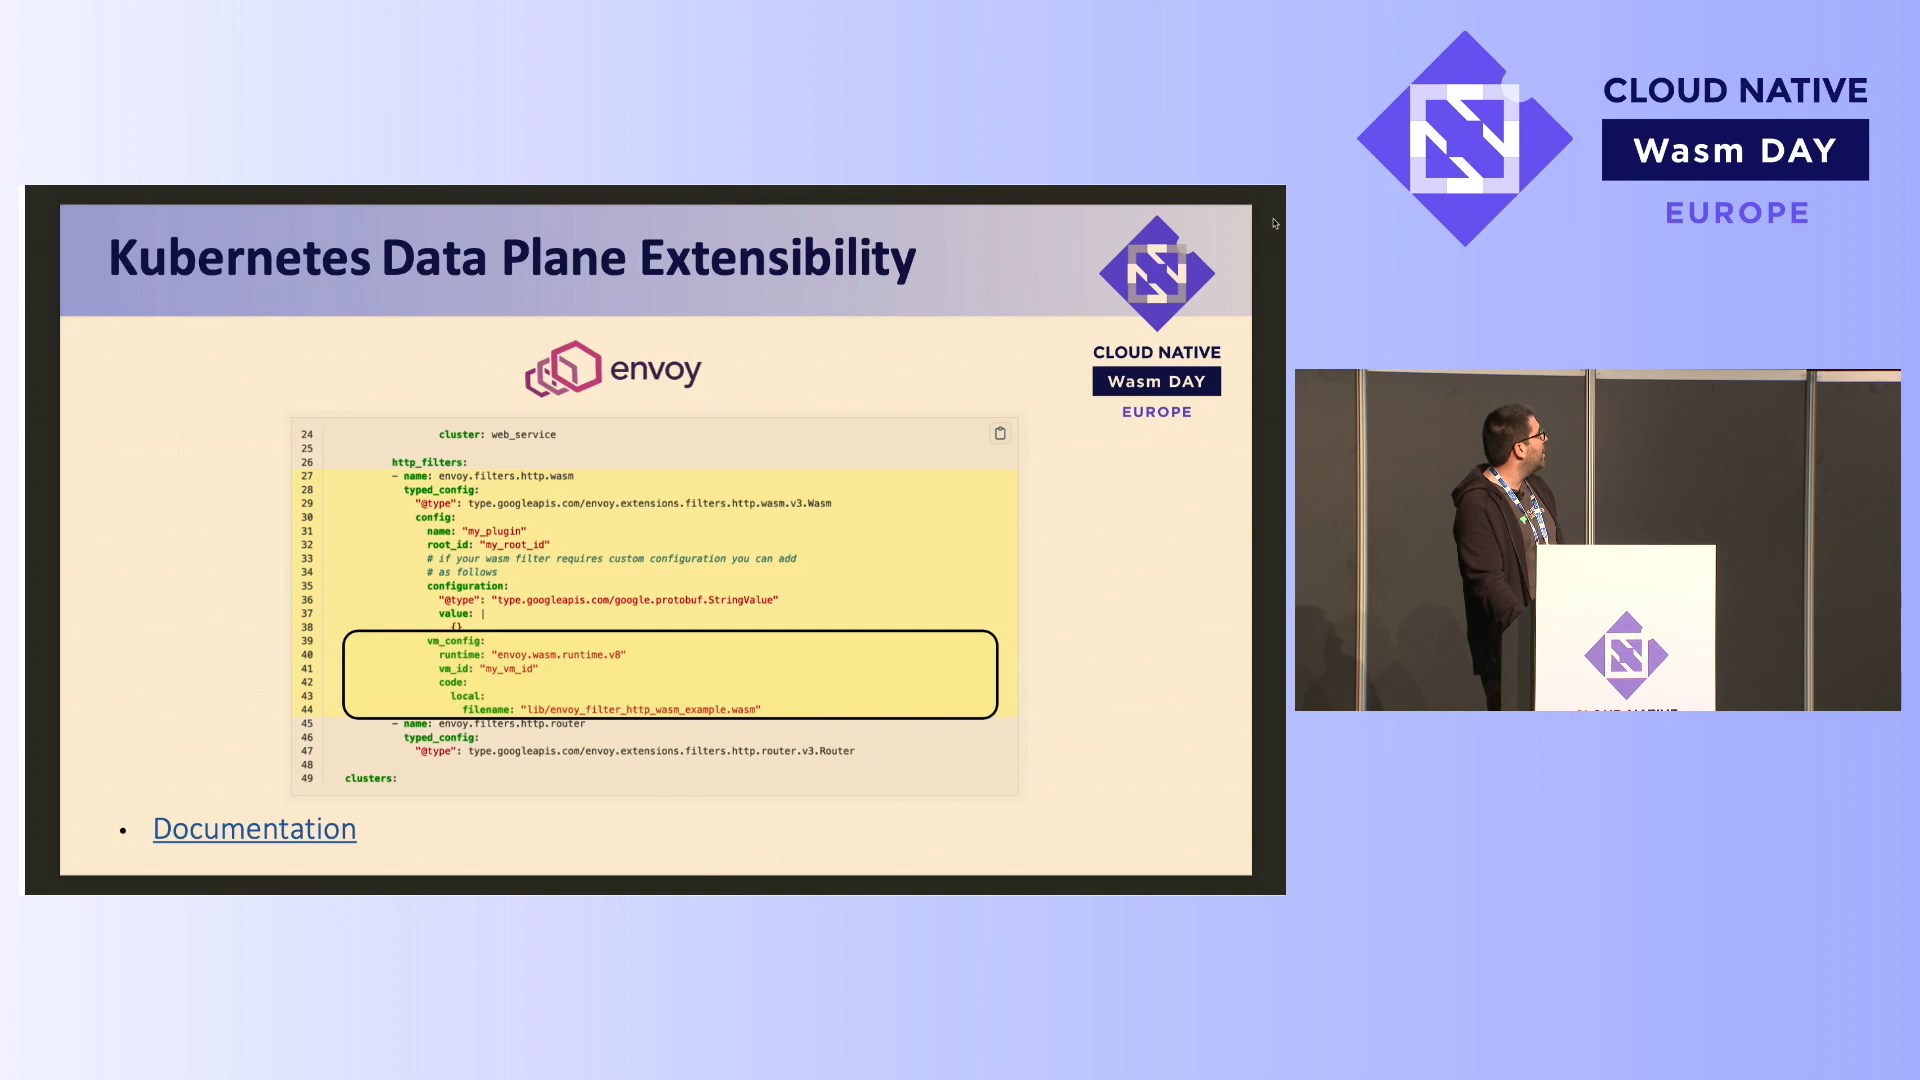 CLOUD NATIVE
Wasm DAY
EUROPE
Kubernetes Data Plane Extensibility
CLOUD NATIVE
Wasm DAY
EUROPE
envoy
24 cluster: web_service
25
26 http_filters:
27 - name: envoy.filters.http.wasm
28 typed_config:
29 "@type": type.googleapis.com/envoy.extensions.filters.http.wasm.v3.Wasm
30 config:
31 name: "my_plugin"
32 root_id: "my_root_id"
33 # if your wasm filter requires custom configuration you can add
34 # as follows
35 configuration:
36 "@type": "type.googleapis.com/google.protobuf.StringValue"
37 value: |
38 {}
39 vm_config:
40 runtime: "envoy.wasm.runtime.v8"
41 vm_id: "my_vm_id"
42 code:
43 local:
44 filename: "lib/envoy_filter_http_wasm_example.wasm"
45 - name: envoy.filters.http.router
46 typed_config:
47 "@type": type.googleapis.com/envoy.extensions.filters.http.router.v3.Router
48
49 clusters:
• Documentation